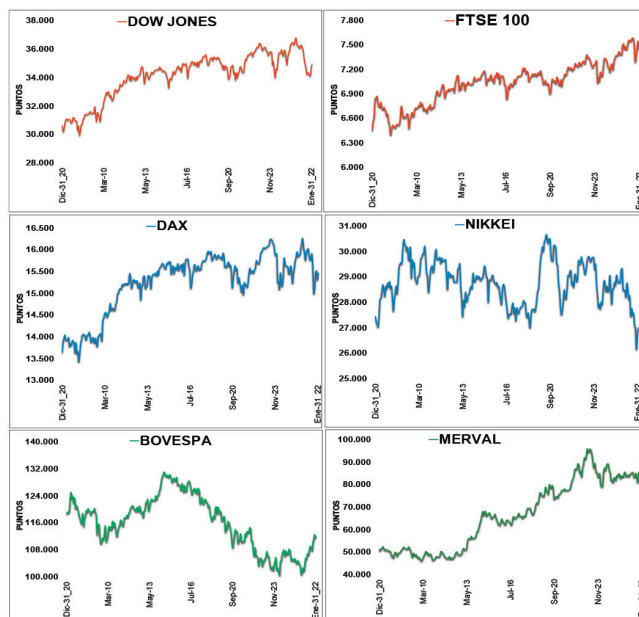 DOW JONES
PUNTOS
38.000
36.000
34.000
32.000
30.000
28.000
Dic-31_20
Mar-10
May-13
Jul-16
Sep-20
Nov-23
Ene-31_22
FTSE 100
PUNTOS
7.800
7.500
7.200
6.900
6.600
6.300
6.000
Dic-31_20
Mar-10
May-13
Jul-16
Sep-20
Nov-23
Ene-31_22
DAX
PUNTOS
16.500
16.000
15.500
15.000
14.500
14.000
13.500
13.000
Dic-31_20
Mar-10
May-13
Jul-16
Sep-20
Nov-23
Ene-31_22
NIKKEI
PUNTOS
31.000
30.000
29.000
28.000
27.000
26.000
25.000
Dic-31_20
Mar-10
May-13
Jul-16
Sep-20
Nov-23
Ene-31_22
BOVESPA
PUNTOS
140.000
132.000
124.000
116.000
108.000
100.000
Dic-31_20
Mar-10
May-13
Jul-16
Sep-20
Nov-23
Ene-31_22
MERVAL
PUNTOS
100.000
90.000
80.000
70.000
60.000
50.000
40.000
Dic-31_20
Mar-10
May-13
Jul-16
Sep-20
Nov-23